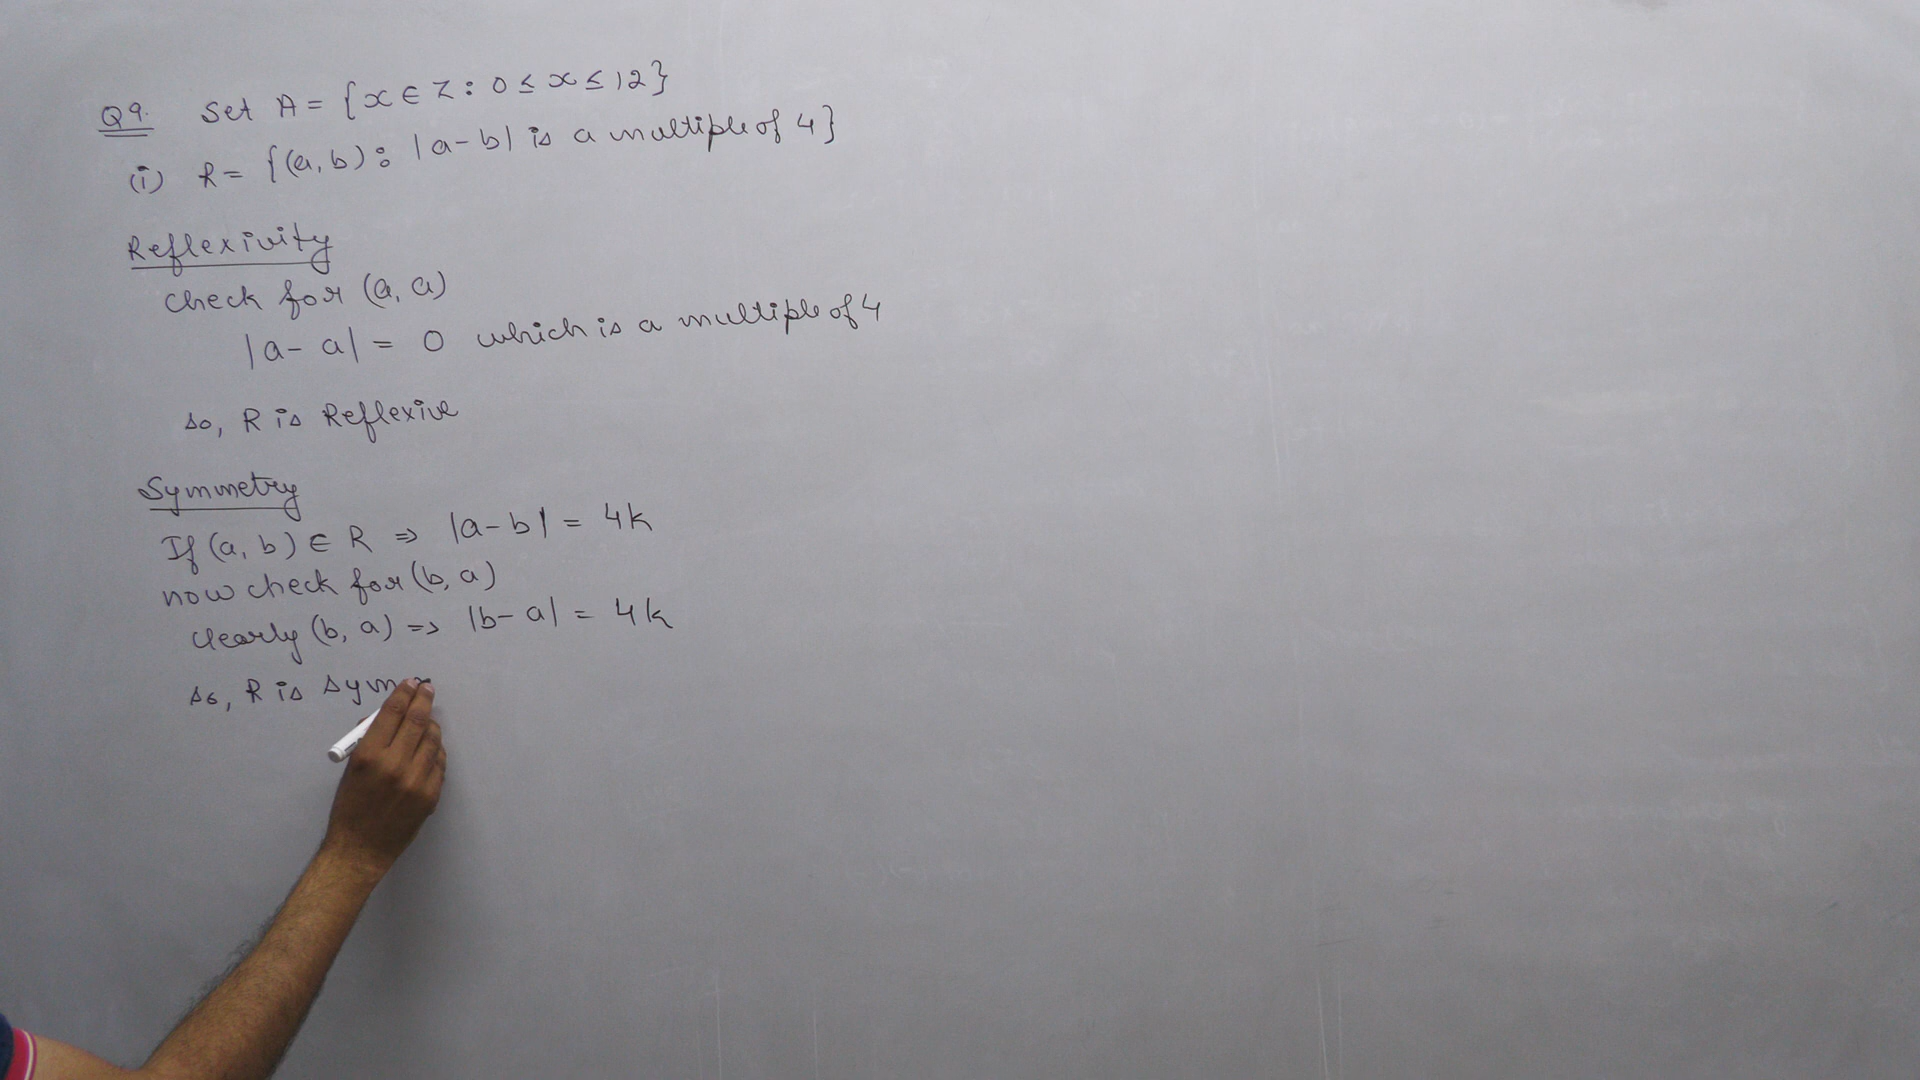 Q9. Set A = {x ∈ Z : 0 ≤ x ≤ 12}
(i) R = {(a, b) : |a - b| is a multiple of 4}
Reflexivity
check for (a, a)
|a - a| = 0 which is a multiple of 4
so, R is Reflexive
Symmetry
If (a, b) ∈ R ⇒ |a - b| = 4k
now check for (b, a)
clearly (b, a) ⇒ |b - a| = 4k
so, R is